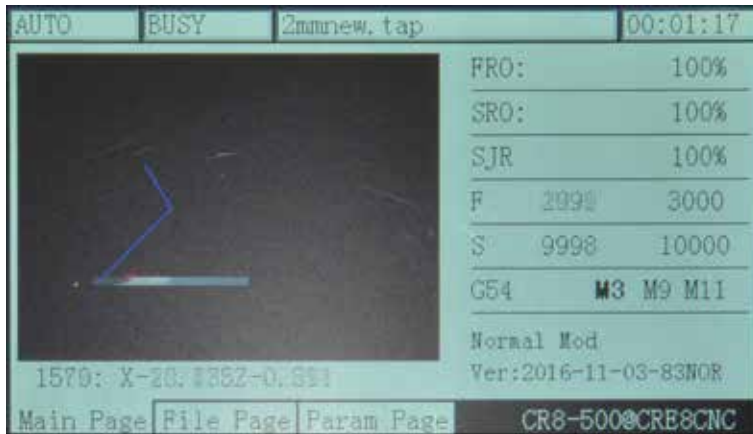 AUTO BUSY 2mmnew.tap 00:01:17
FRO: 100%
SRO: 100%
SJR 100%
F 3000
S 9998 10000
G54 M3 M9 M11
Normal Mod
1579:
Ver:2016-11-03-83NOR
Main Page File Page Param Page CR8-500@CRE8CNC